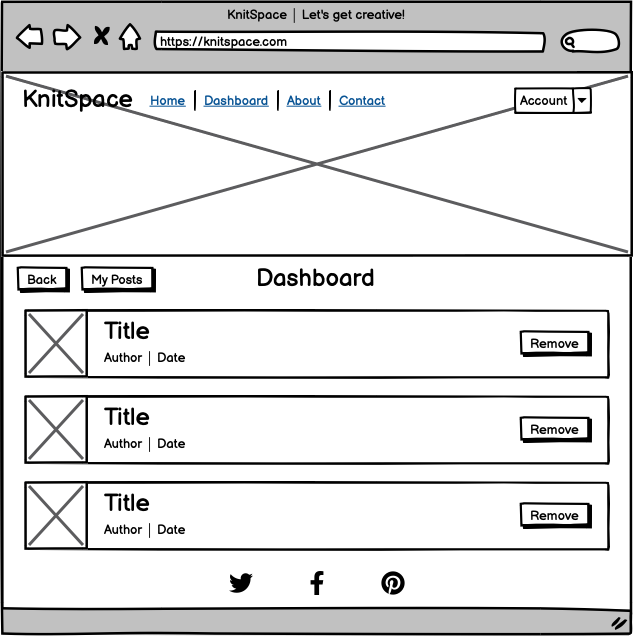 KnitSpace | Let's get creative!
https://knitspace.com
KnitSpace Home | Dashboard | About | Contact Account
Back My Posts Dashboard
Title
Author | Date
Remove
Title
Author | Date
Remove
Title
Author | Date
Remove